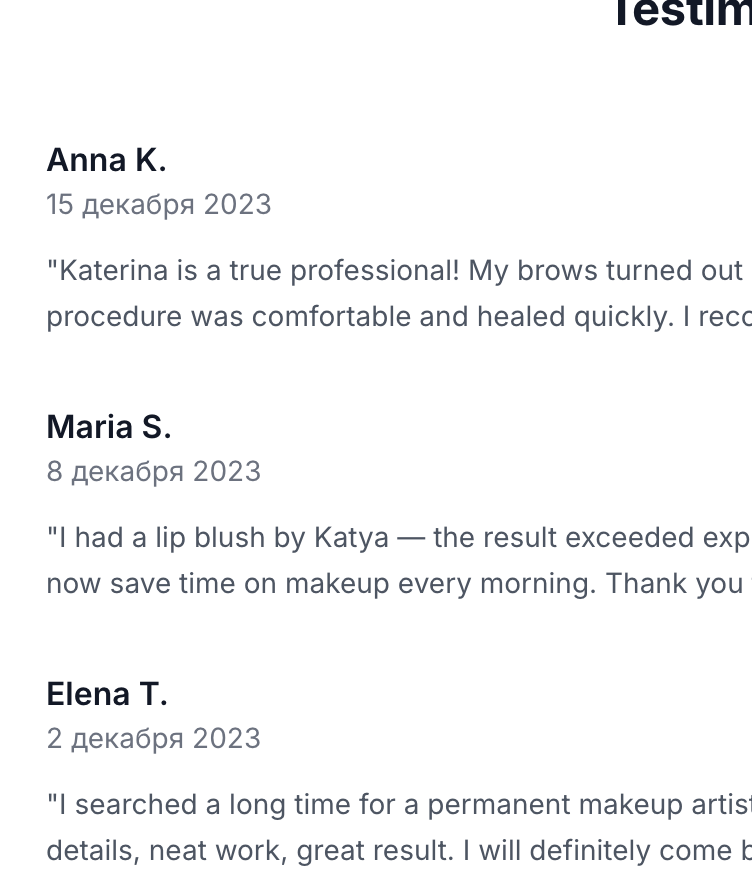 Testim
Anna K.
15 декабря 2023
"Katerina is a true professional! My brows turned out
procedure was comfortable and healed quickly. I reco
Maria S.
8 декабря 2023
"I had a lip blush by Katya — the result exceeded exp
now save time on makeup every morning. Thank you
Elena T.
2 декабря 2023
"I searched a long time for a permanent makeup artist
details, neat work, great result. I will definitely come b